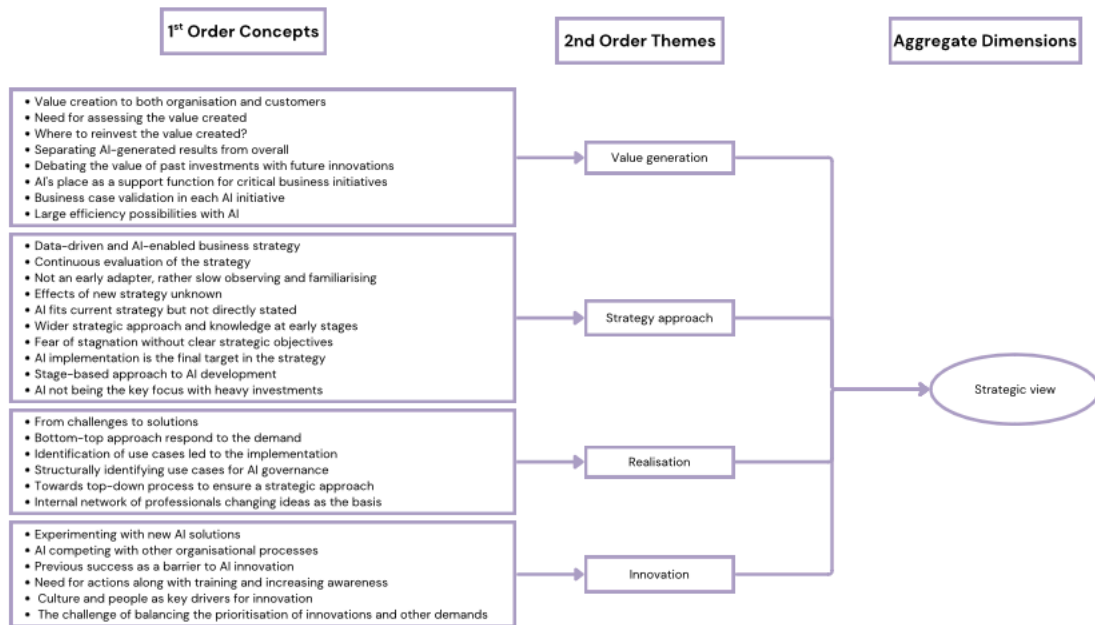 1st Order Concepts
2nd Order Themes
Aggregate Dimensions
• Value creation to both organisation and customers
• Need for assessing the value created
• Where to reinvest the value created?
• Separating AI-generated results from overall
• Debating the value of past investments with future innovations
• AI's place as a support function for critical business initiatives
• Business case validation in each AI initiative
• Large efficiency possibilities with AI
Value generation
• Data-driven and AI-enabled business strategy
• Continuous evaluation of the strategy
• Not an early adapter, rather slow observing and familiarising
• Effects of new strategy unknown
• AI fits current strategy but not directly stated
• Wider strategic approach and knowledge at early stages
• Fear of stagnation without clear strategic objectives
• AI implementation is the final target in the strategy
• Stage-based approach to AI development
• AI not being the key focus with heavy investments
Strategy approach
Strategic view
• From challenges to solutions
• Bottom-top approach respond to the demand
• Identification of use cases led to the implementation
• Structurally identifying use cases for AI governance
• Towards top-down process to ensure a strategic approach
• Internal network of professionals changing ideas as the basis
Realisation
• Experimenting with new AI solutions
• AI competing with other organisational processes
• Previous success as a barrier to AI innovation
• Need for actions along with training and increasing awareness
• Culture and people as key drivers for innovation
• The challenge of balancing the prioritisation of innovations and other demands
Innovation